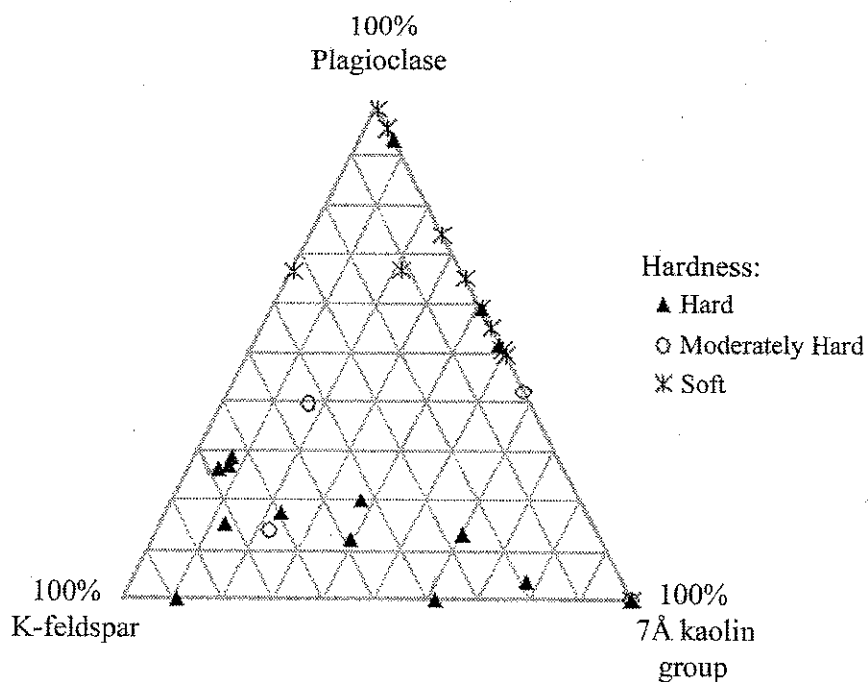 100%
Plagioclase
Hardness:
Hard
Moderately Hard
Soft
100%
K-feldspar
100%
7Å kaolin
group